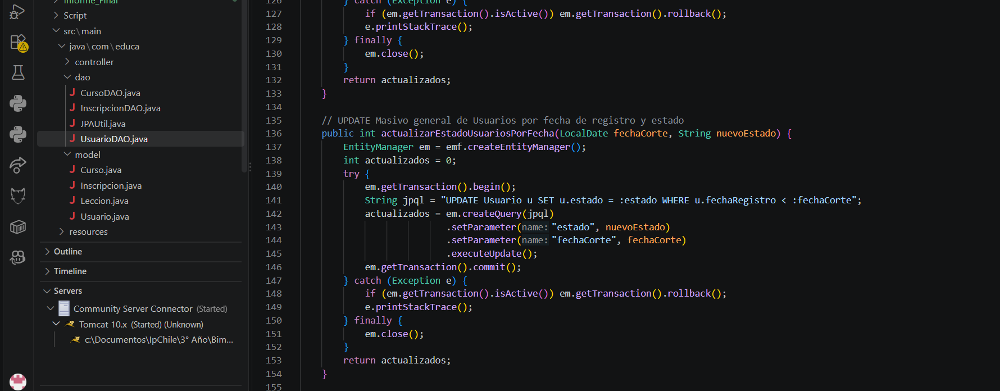 Informe_Final
Script
src\main
java\com\educa
controller
dao
J CursoDAO.java
J InscripcionDAO.java
J JPAUtil.java
J UsuarioDAO.java
model
J Curso.java
J Inscripcion.java
J Leccion.java
J Usuario.java
resources
Outline
Timeline
Servers
Community Server Connector (Started)
Tomcat 10.x (Started) (Unknown)
c:\Documentos\IpChile\3° Año\Bim...
126 } catch (Exception e) {
127 if (em.getTransaction().isActive()) em.getTransaction().rollback();
128 e.printStackTrace();
129 } finally {
130 em.close();
131 }
132 return actualizados;
133 }
134
135 // UPDATE Masivo general de Usuarios por fecha de registro y estado
136 public int actualizarEstadoUsuariosPorFecha(LocalDate fechaCorte, String nuevoEstado) {
137 EntityManager em = emf.createEntityManager();
138 int actualizados = 0;
139 try {
140 em.getTransaction().begin();
141 String jpql = "UPDATE Usuario u SET u.estado = :estado WHERE u.fechaRegistro < :fechaCorte";
142 actualizados = em.createQuery(jpql)
143 .setParameter(name: "estado", nuevoEstado)
144 .setParameter(name: "fechaCorte", fechaCorte)
145 .executeUpdate();
146 em.getTransaction().commit();
147 } catch (Exception e) {
148 if (em.getTransaction().isActive()) em.getTransaction().rollback();
149 e.printStackTrace();
150 } finally {
151 em.close();
152 }
153 return actualizados;
154 }
155